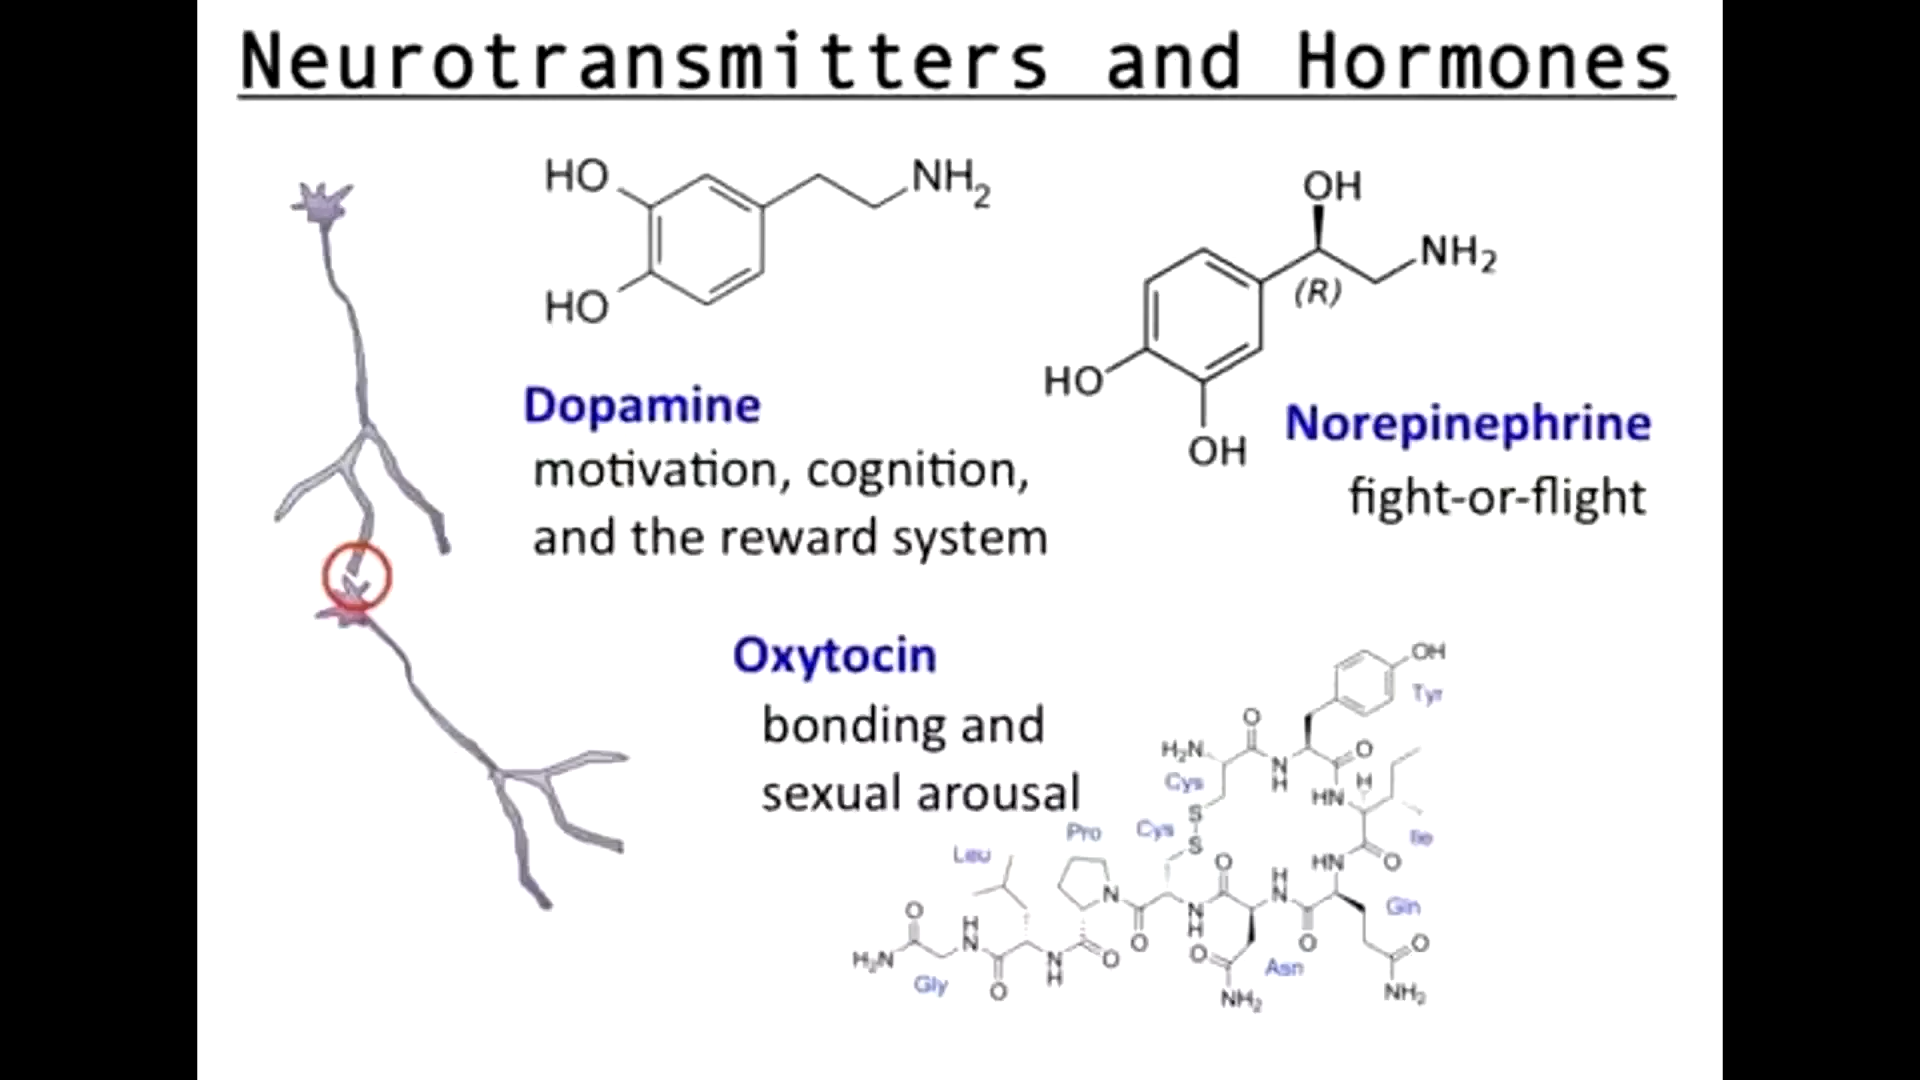 Neurotransmitters and Hormones
HO
NH2
HO
Dopamine
motivation, cognition,
and the reward system
OH
NH2
(R)
HO
OH
Norepinephrine
fight-or-flight
Oxytocin
bonding and
sexual arousal
OH
Tyr
O
H2N
N
H
O
Cys
HN
H
S
Cys
S
Pro
Ile
Leu
O
HN
O
H
N
N
Gln
O
H
N
O
N
H
O
O
O
H2N
N
H
O
O
Asn
Gly
O
NH2
NH2